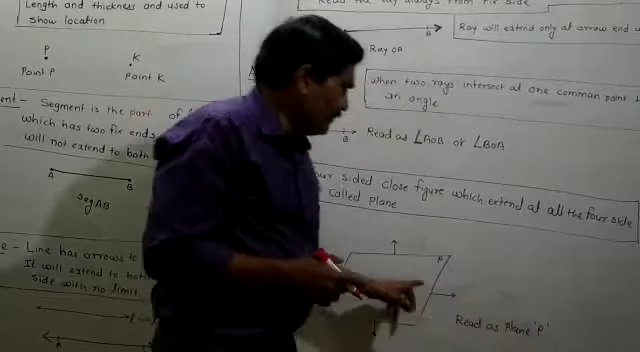 Length and thickness and used to
show location
P
Point P
K
Point K
Segment is the part of
which has two fix ends
will not extend to both
A
B
seg AB
Line has arrows to
It will extend to both
side with no limit
Read the ray always from fix side
A
Ray OA
Ray will extend only at arrow end
when two rays intersect at one comman point
an angle
B
Read as ∠AOB or ∠BOA
sided close figure which extend at all the four side
called plane
P
Read as Plane 'P'